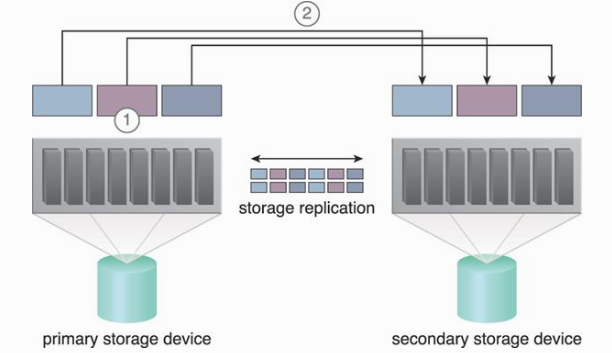 2
1
storage replication
primary storage device
secondary storage device